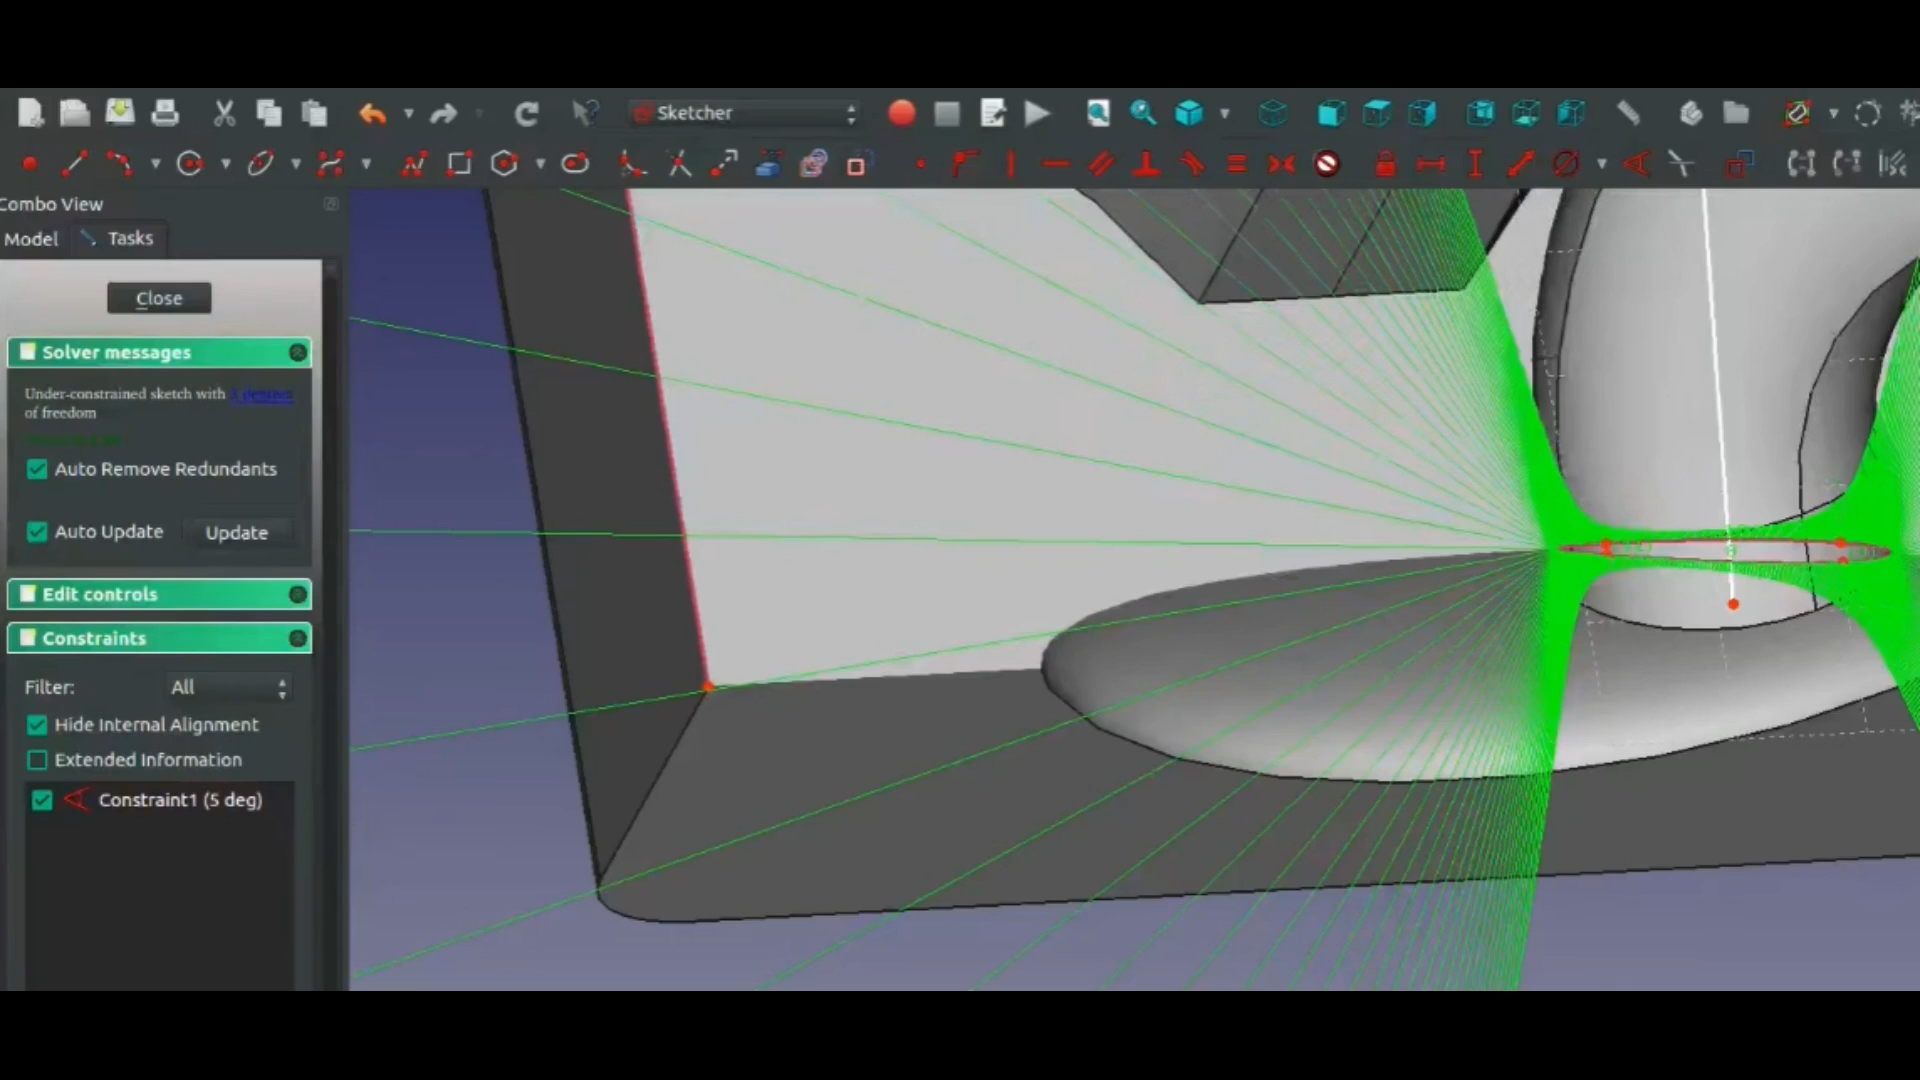 Sketcher
Combo View
Model
Tasks
Close
Solver messages
Under-constrained sketch with
of freedom
Auto Remove Redundants
Auto Update
Update
Edit controls
Constraints
Filter:
All
Hide Internal Alignment
Extended Information
Constraint1 (5 deg)